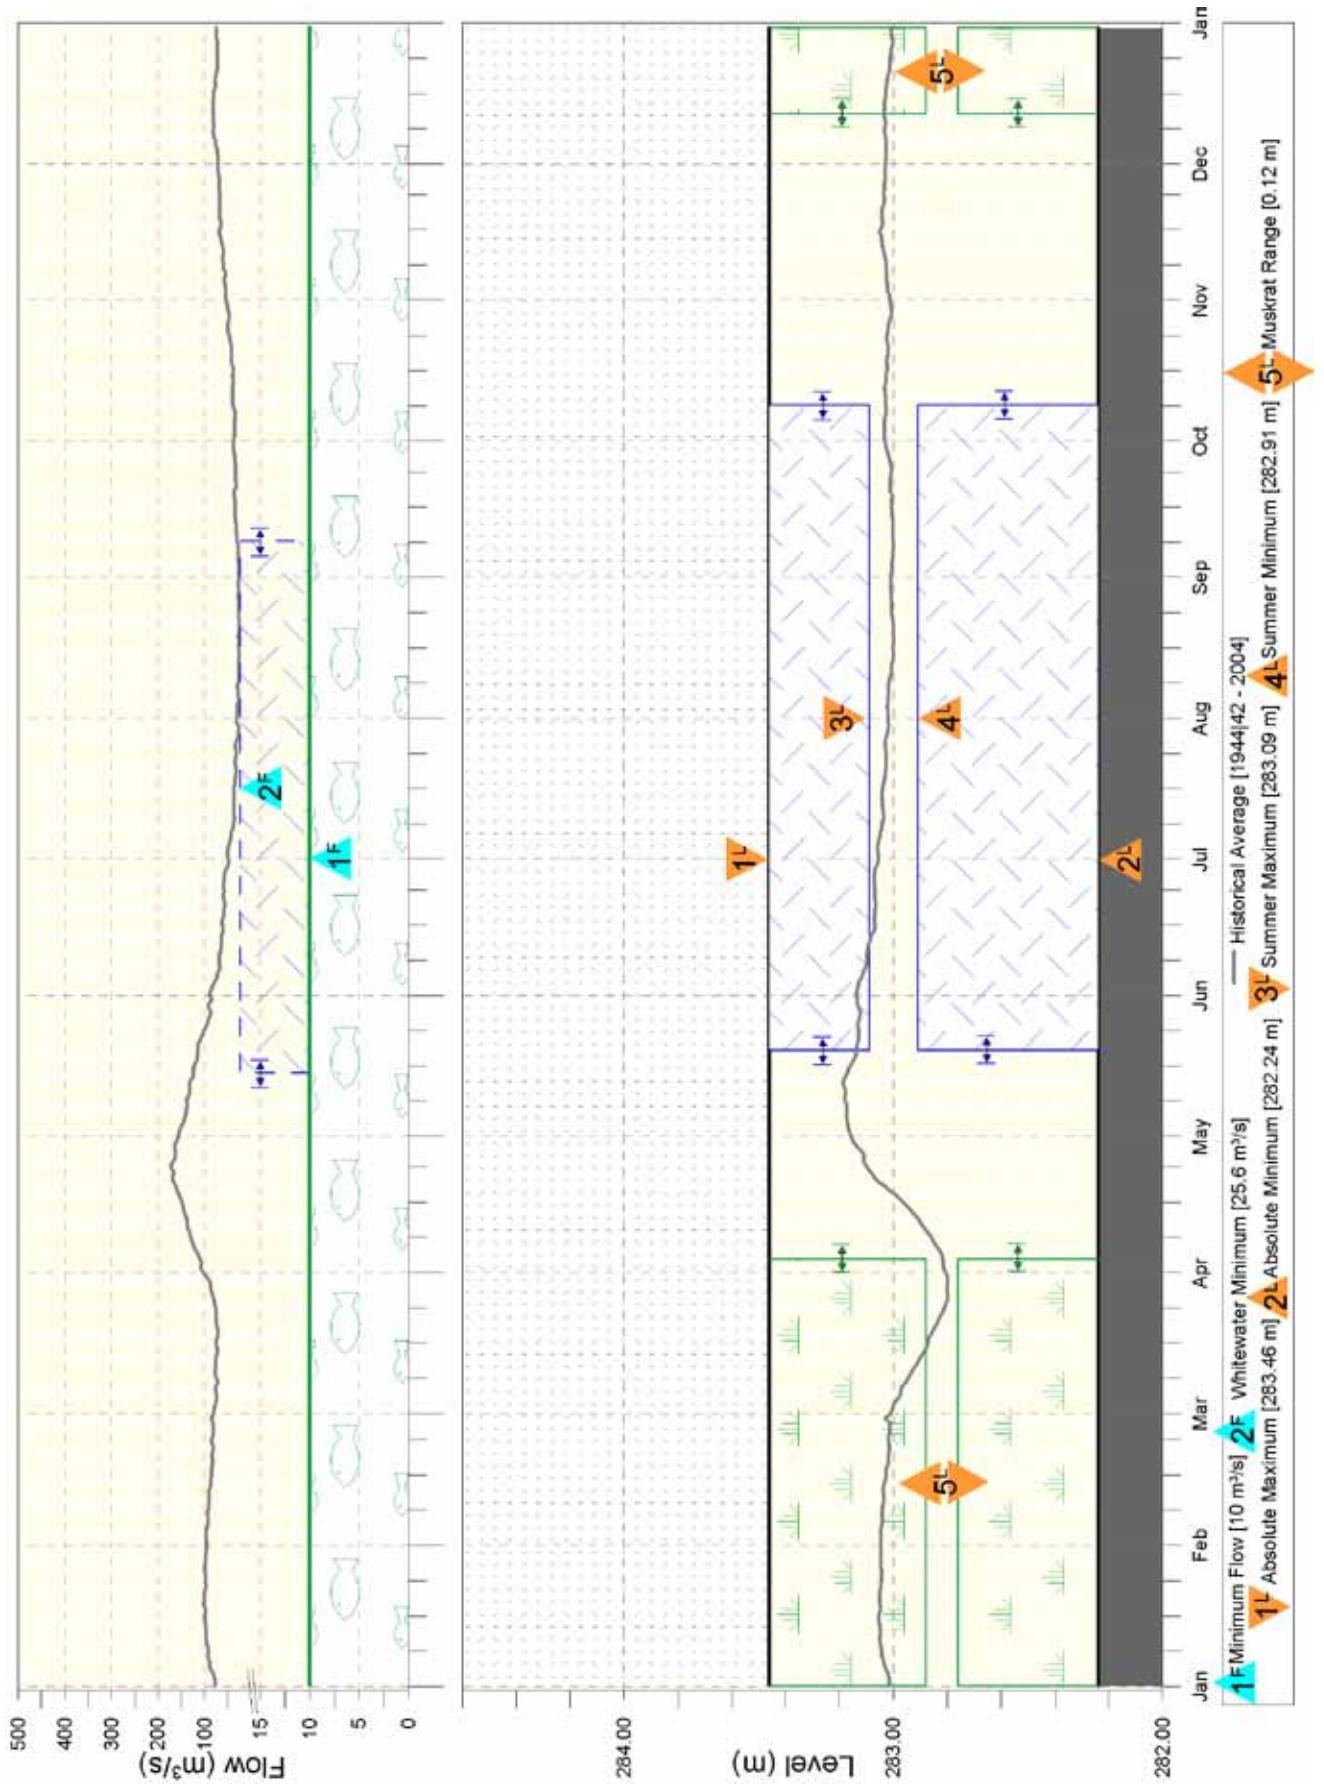 500
400
300
200
100
15
10
5
0
Flow (m³/s)
2F
1F
284.00
283.00
282.00
Level (m)
1L
3L
4L
2L
5L
5L
Jan
Feb
Mar
Apr
May
Jun
Jul
Aug
Sep
Oct
Nov
Dec
Jan
1F Minimum Flow [10 m³/s] 2F Whitewater Minimum [25.6 m³/s] Historical Average [1944|42 - 2004]
1L Absolute Maximum [283.46 m] 2L Absolute Minimum [282.24 m] 3L Summer Maximum [283.09 m] 4L Summer Minimum [282.91 m] 5L Muskrat Range [0.12 m]